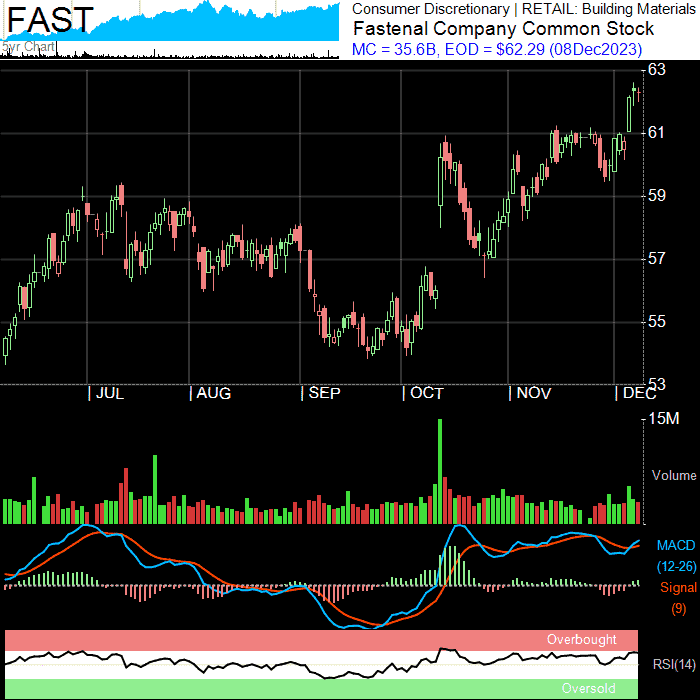 FAST
5yr Chart
Consumer Discretionary | RETAIL: Building Materials
Fastenal Company Common Stock
MC = 35.6B, EOD = $62.29 (08Dec2023)
63
61
59
57
55
53
| JUL | AUG | SEP | OCT | NOV | DEC
15M
Volume
MACD
(12-26)
Signal
(9)
Overbought
RSI(14)
Oversold